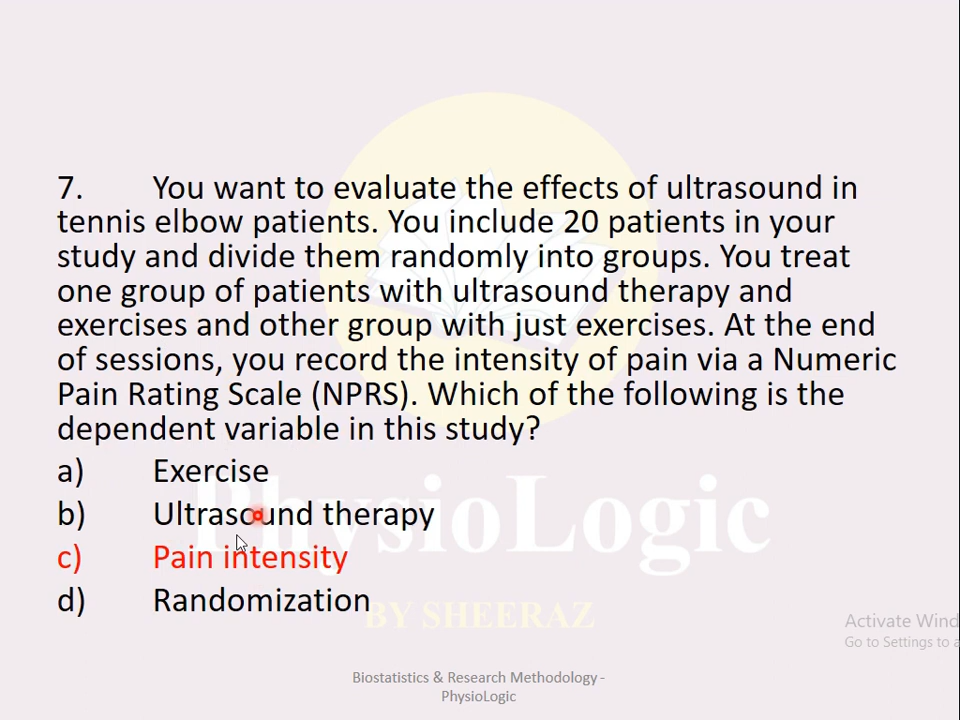 7. You want to evaluate the effects of ultrasound in
tennis elbow patients. You include 20 patients in your
study and divide them randomly into groups. You treat
one group of patients with ultrasound therapy and
exercises and other group with just exercises. At the end
of sessions, you record the intensity of pain via a Numeric
Pain Rating Scale (NPRS). Which of the following is the
dependent variable in this study?
a) Exercise
b) Ultrasound therapy
c) Pain intensity
d) Randomization
PhysioLogic
BY SHEERAZ
Activate Wind
Go to Settings to a
Biostatistics & Research Methodology -
PhysioLogic